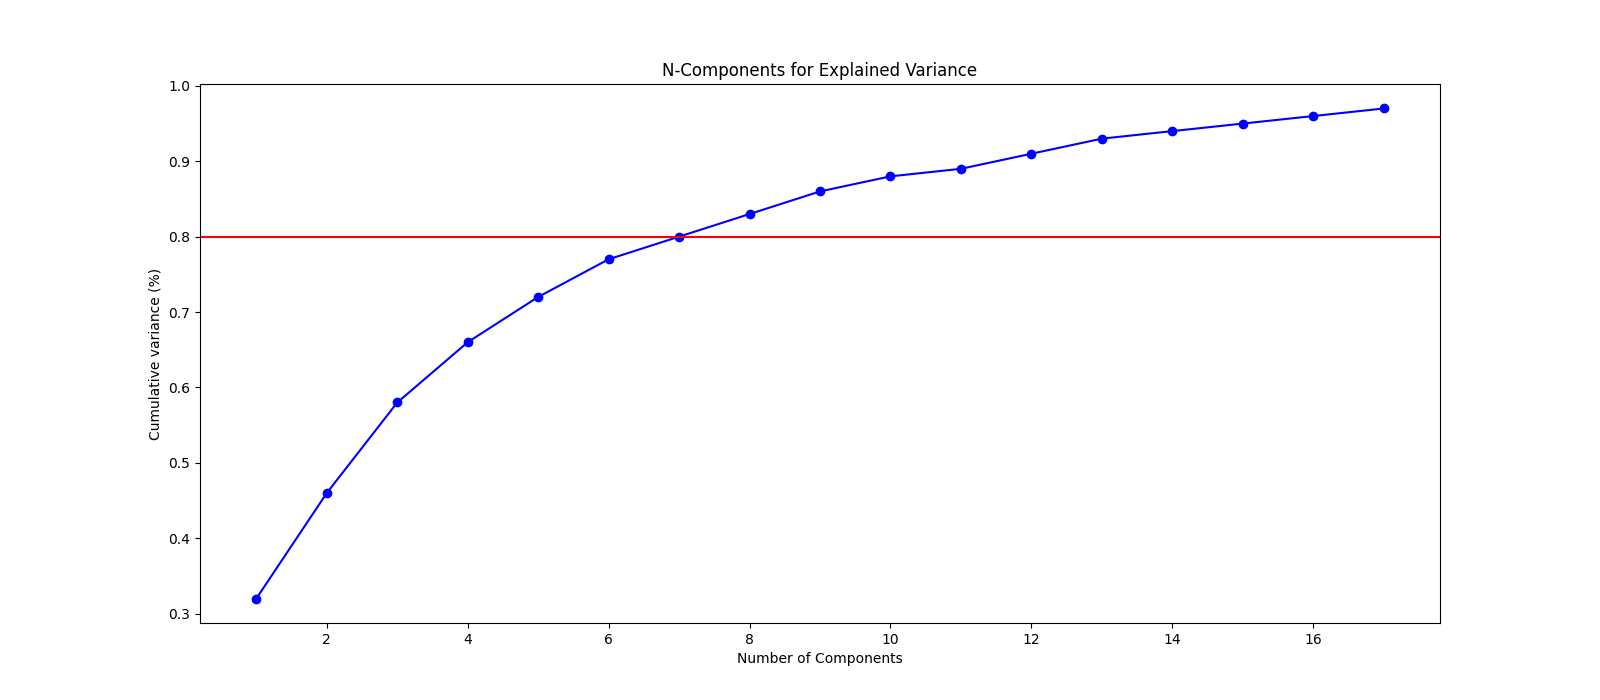 N-Components for Explained Variance
1.0
0.9
0.8
0.7
0.6
0.5
0.4
0.3
Cumulative variance (%)
2 4 6 8 10 12 14 16
Number of Components